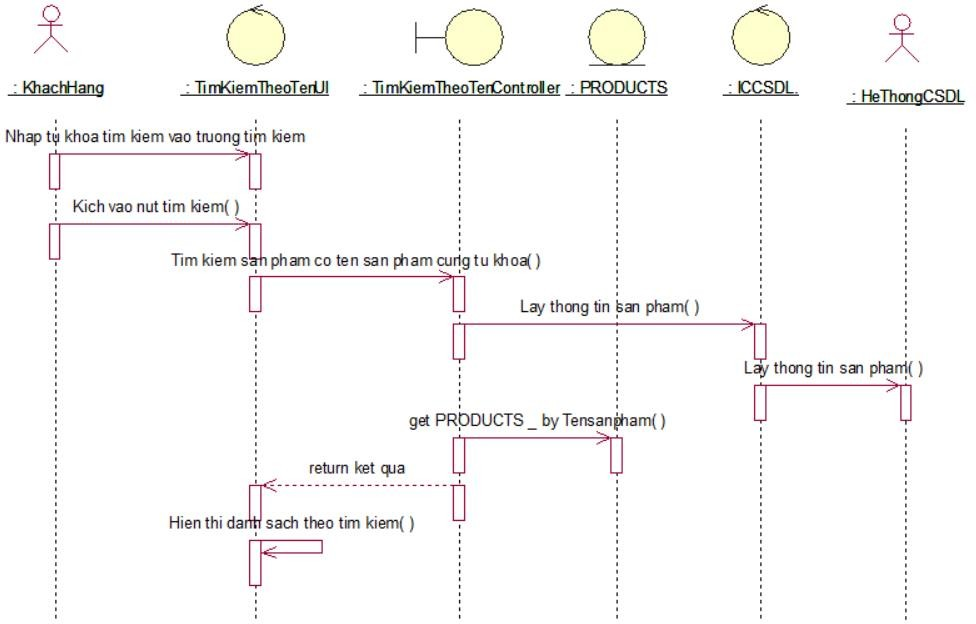 : KhachHang
: TimKiemTheoTenUI
: TimKiemTheoTenController
: PRODUCTS
: ICCSDL.
: HeThongCSDL
Nhap tu khoa tim kiem vao truong tim kiem
Kich vao nut tim kiem( )
Tim kiem san pham co ten san pham cung tu khoa( )
Lay thong tin san pham( )
Lay thong tin san pham( )
get PRODUCTS _ by Tensanpham( )
return ket qua
Hien thi danh sach theo tim kiem( )